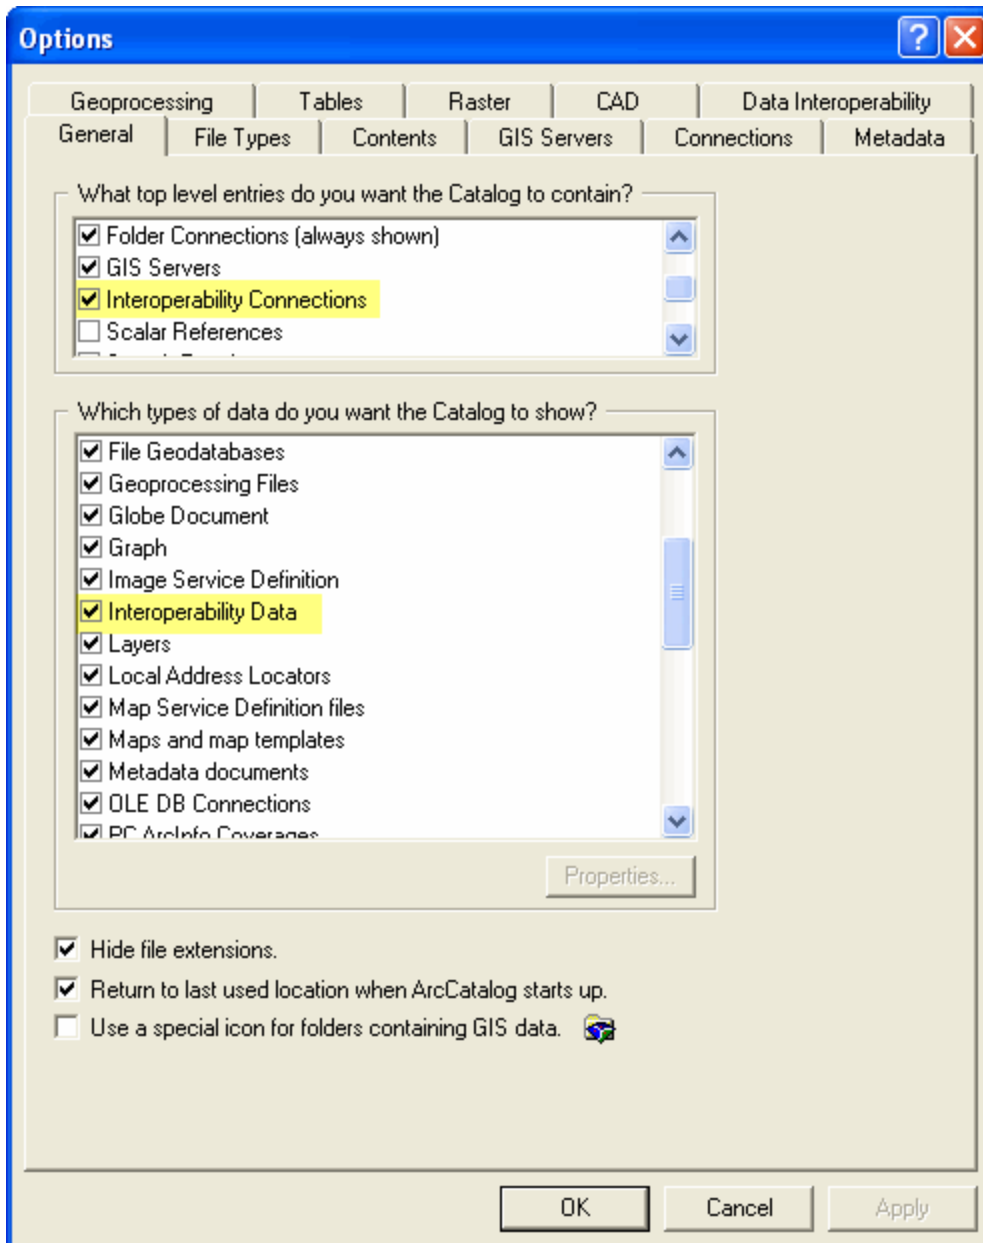 Options
Geoprocessing Tables Raster CAD Data Interoperability
General File Types Contents GIS Servers Connections Metadata
What top level entries do you want the Catalog to contain?
Folder Connections (always shown)
GIS Servers
Interoperability Connections
Scalar References
Which types of data do you want the Catalog to show?
File Geodatabases
Geoprocessing Files
Globe Document
Graph
Image Service Definition
Interoperability Data
Layers
Local Address Locators
Map Service Definition files
Maps and map templates
Metadata documents
OLE DB Connections
PC ArcInfo Coverages
Properties...
Hide file extensions.
Return to last used location when ArcCatalog starts up.
Use a special icon for folders containing GIS data.
OK Cancel Apply